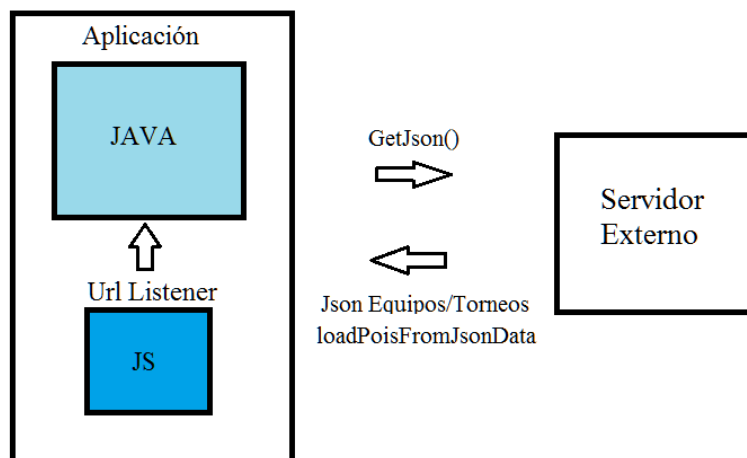 Aplicación
JAVA
Url Listener
JS
GetJson()
Json Equipos/Torneos
loadPoisFromJsonData
Servidor
Externo